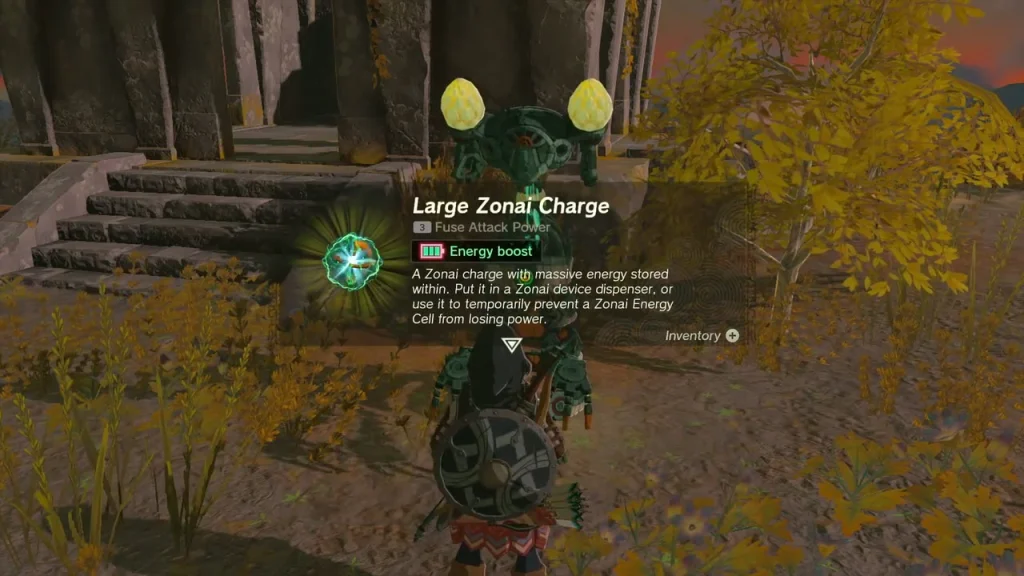 Large Zonai Charge
3 Fuse Attack Power
Energy boost
A Zonai charge with massive energy stored
within. Put it in a Zonai device dispenser, or
use it to temporarily prevent a Zonai Energy
Cell from losing power.
Inventory +